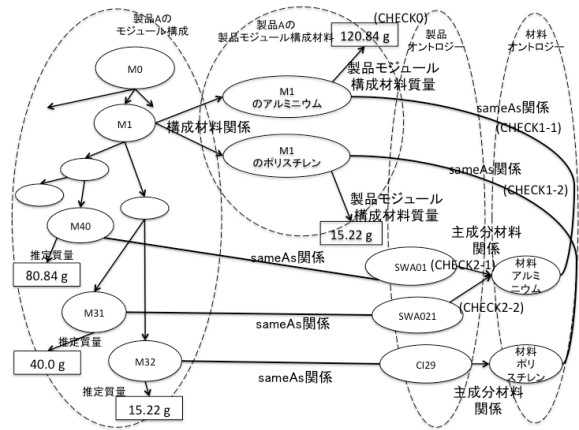 製品Aの
モジュール構成
製品Aの
製品モジュール構成材料
(CHECK0)
120.84 g
製品
オントロジー
材料
オントロジー
M0
製品モジュール
構成材料質量
M1
のアルミニウム
sameAs関係
(CHECK1-1)
M1
構成材料関係
M1
のポリスチレン
sameAs関係
(CHECK1-2)
製品モジュール
構成材料質量
15.22 g
M40
推定質量
80.84 g
sameAs関係
主成分材料
関係
(CHECK2-1)
SWA01
材料
アルミ
ニウム
M31
推定質量
40.0 g
sameAs関係
SWA021
(CHECK2-2)
M32
推定質量
15.22 g
sameAs関係
CI29
主成分材料
関係
材料
ポリ
スチレン